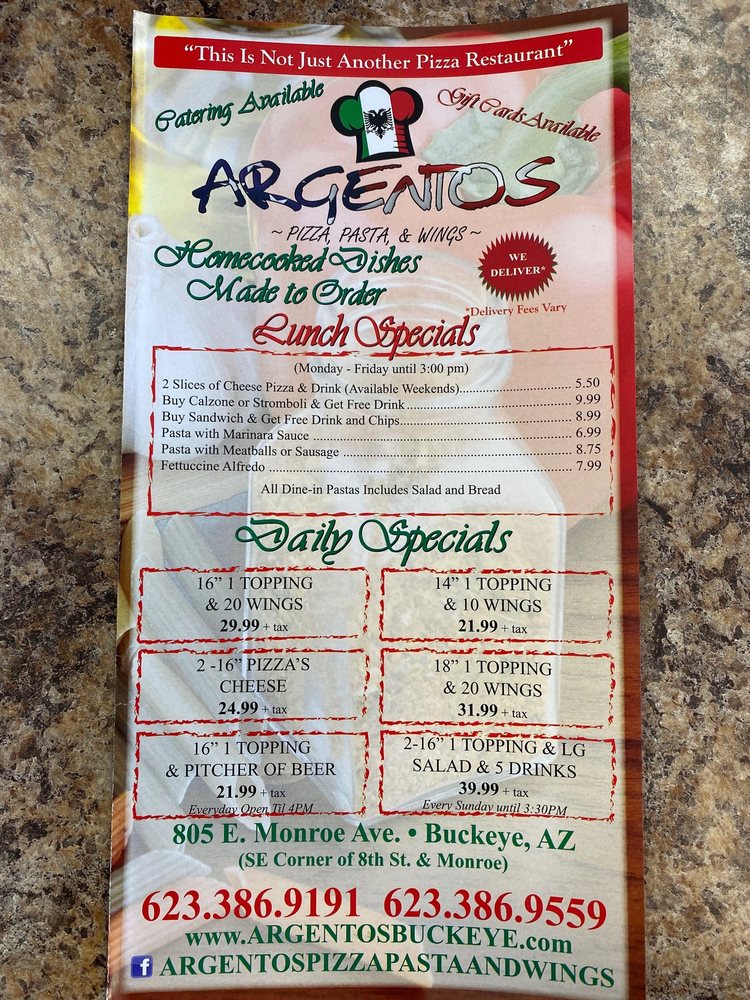 "This Is Not Just Another Pizza Restaurant"
Catering Available
Gift Cards Available
ARGENTOS
~ PIZZA, PASTA, & WINGS ~
Homecooked Dishes
Made to Order
WE
DELIVER*
*Delivery Fees Vary
Lunch Specials
(Monday - Friday until 3:00 pm)
2 Slices of Cheese Pizza & Drink (Available Weekends)............................ 5.50
Buy Calzone or Stromboli & Get Free Drink.......................................... 9.99
Buy Sandwich & Get Free Drink and Chips........................................... 8.99
Pasta with Marinara Sauce ................................................................ 6.99
Pasta with Meatballs or Sausage ......................................................... 8.75
Fettuccine Alfredo ........................................................................... 7.99
All Dine-in Pastas Includes Salad and Bread
Daily Specials
16" 1 TOPPING
& 20 WINGS
29.99 + tax
14" 1 TOPPING
& 10 WINGS
21.99 + tax
2 -16" PIZZA'S
CHEESE
24.99 + tax
18" 1 TOPPING
& 20 WINGS
31.99 + tax
16" 1 TOPPING
& PITCHER OF BEER
21.99 + tax
Everyday Open Til 4PM
2-16" 1 TOPPING & LG
SALAD & 5 DRINKS
39.99 + tax
Every Sunday until 3:30PM
805 E. Monroe Ave. • Buckeye, AZ
(SE Corner of 8th St. & Monroe)
623.386.9191 623.386.9559
www.ARGENTOSBUCKEYE.com
f ARGENTOSPIZZAPASTAANDWINGS